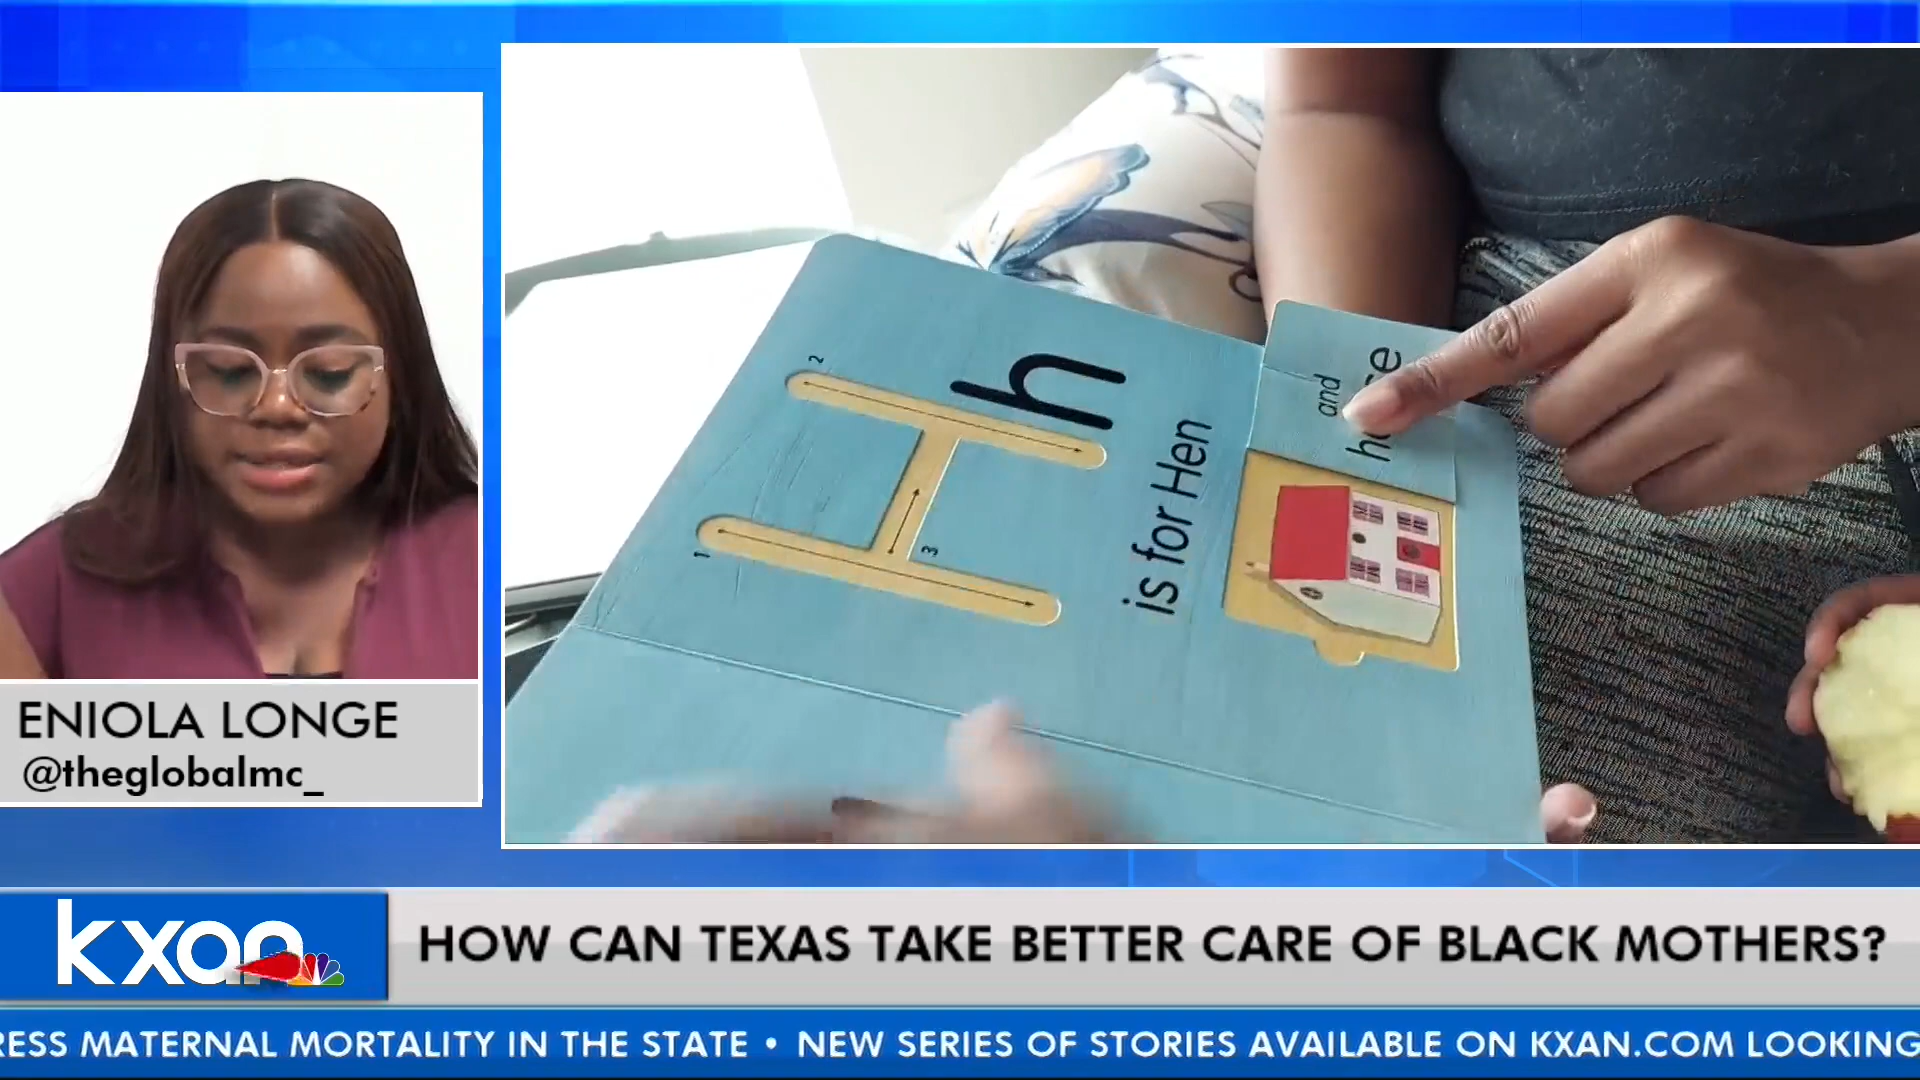 ENIOLA LONGE
@theglobalmc_
H h
2
1
3
is for Hen
and
kxan
HOW CAN TEXAS TAKE BETTER CARE OF BLACK MOTHERS?
RESS MATERNAL MORTALITY IN THE STATE • NEW SERIES OF STORIES AVAILABLE ON KXAN.COM LOOKING